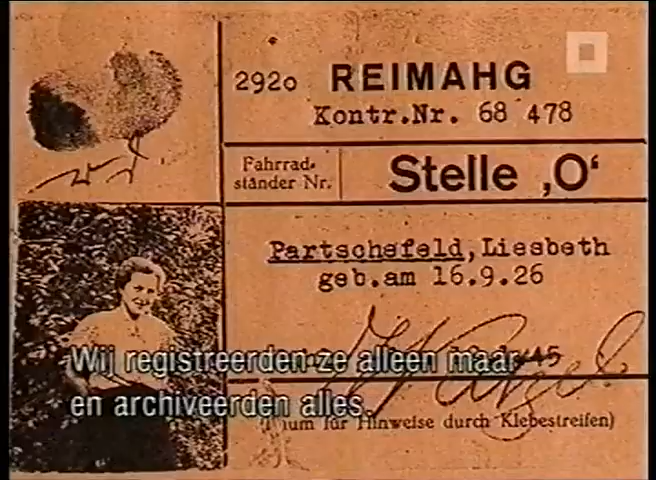 2920 REIMAHG
Kontr.Nr. 68 478
Fahrrad-
ständer Nr.
Stelle ‚O‘
Partschefeld, Liesbeth
geb.am 16.9.26
Wij registreerden ze alleen maar
en archiveerden alles.
45
für Hinweise durch Klebestreifen)